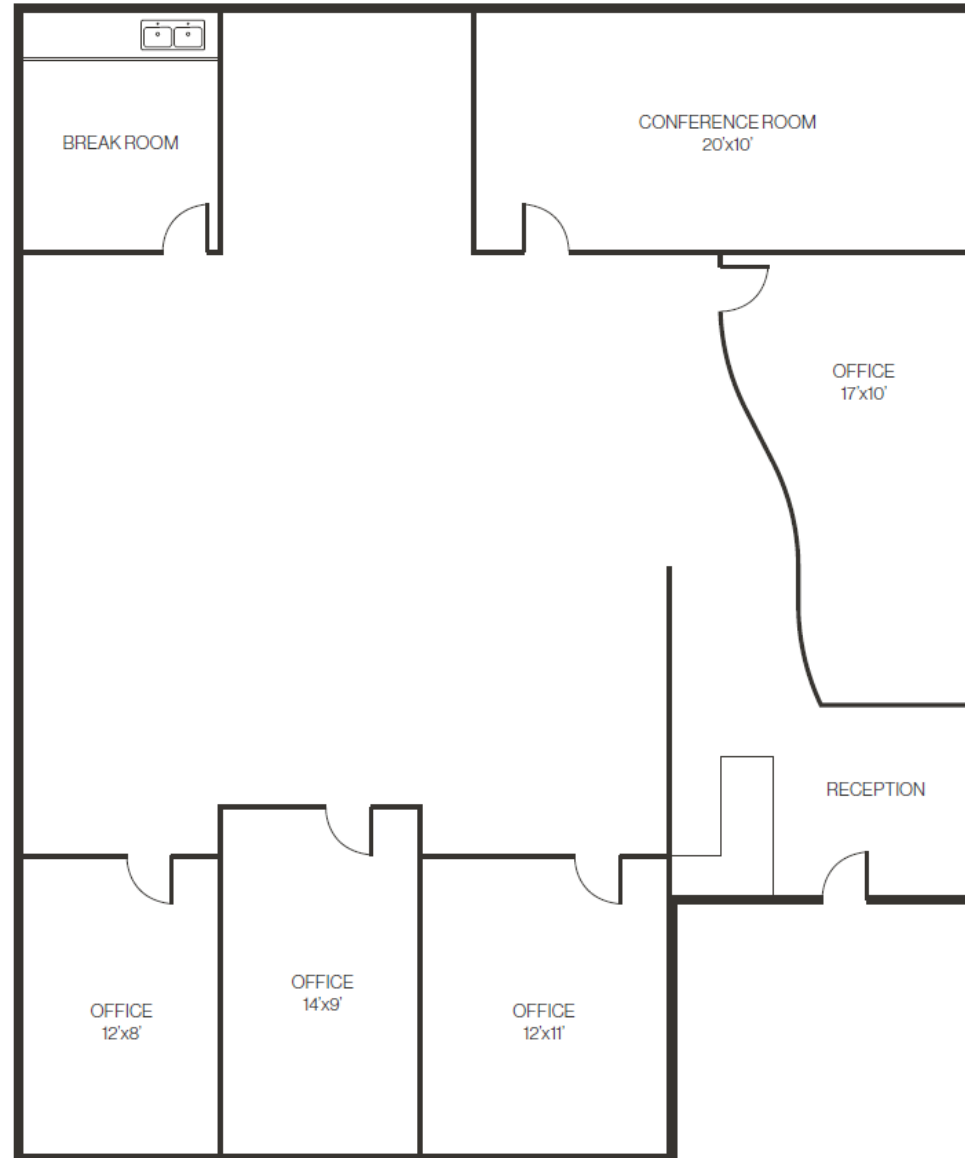 BREAK ROOM
CONFERENCE ROOM
20'x10'
OFFICE
17'x10'
RECEPTION
OFFICE
12'x8'
OFFICE
14'x9'
OFFICE
12'x11'